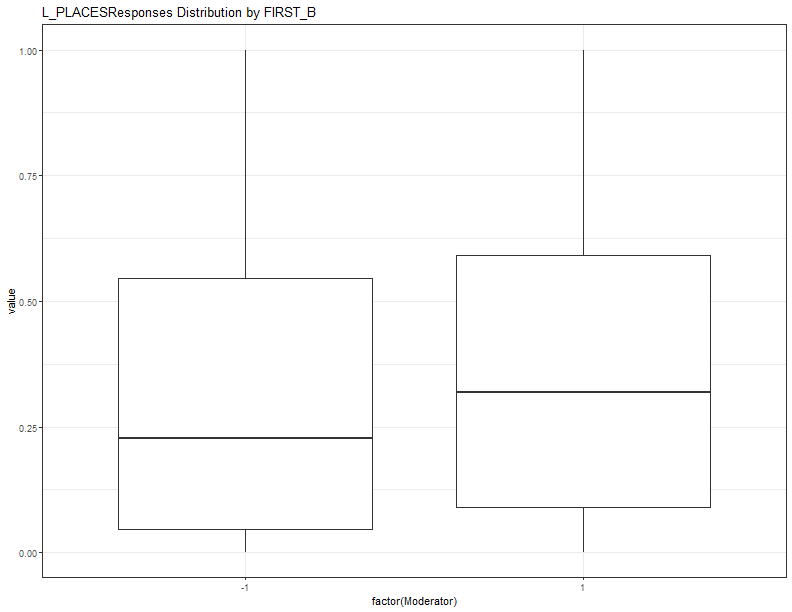 L_PLACESResponses Distribution by FIRST_B
1.00
0.75
0.50
0.25
0.00
value
-1
1
factor(Moderator)